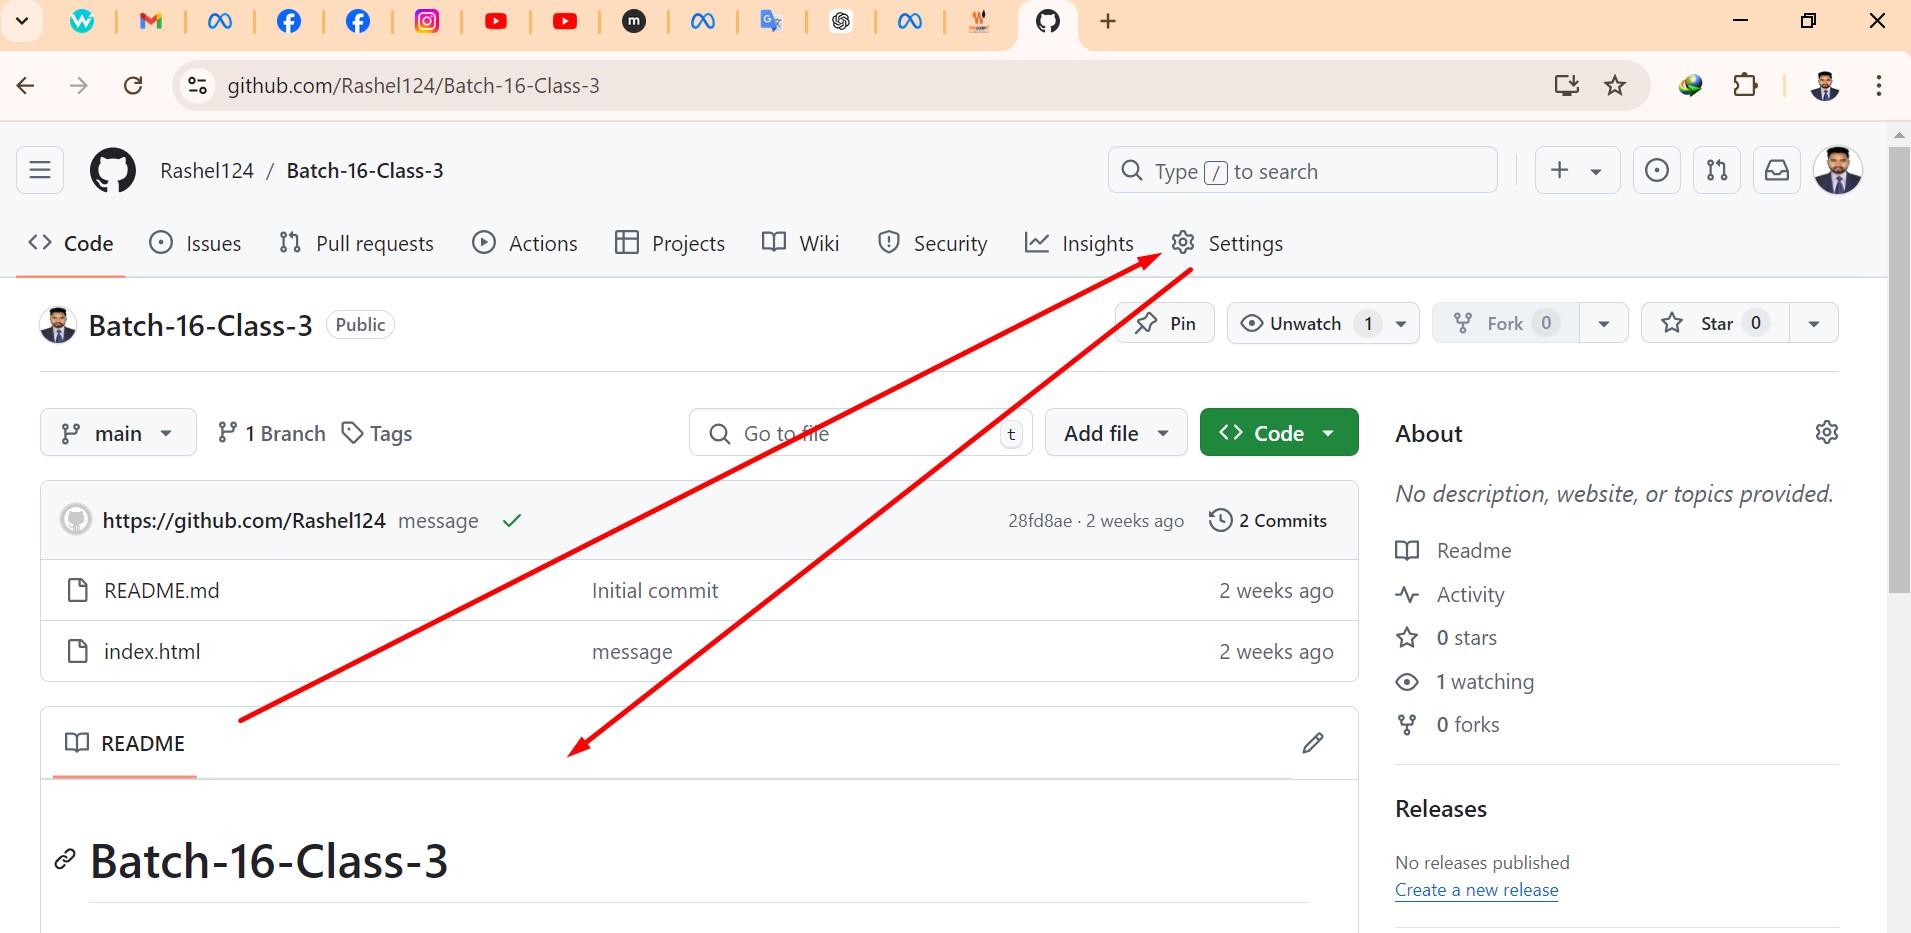 m
github.com/Rashel124/Batch-16-Class-3
Rashel124 / Batch-16-Class-3
Type / to search
Code Issues Pull requests Actions Projects Wiki Security Insights Settings
Batch-16-Class-3 Public
Pin Unwatch 1 Fork 0 Star 0
main 1 Branch Tags Go to file t Add file Code
About
No description, website, or topics provided.
https://github.com/Rashel124 message 28fd8ae · 2 weeks ago 2 Commits
README.md Initial commit 2 weeks ago
index.html message 2 weeks ago
Readme
Activity
0 stars
1 watching
0 forks
README
Batch-16-Class-3
Releases
No releases published
Create a new release